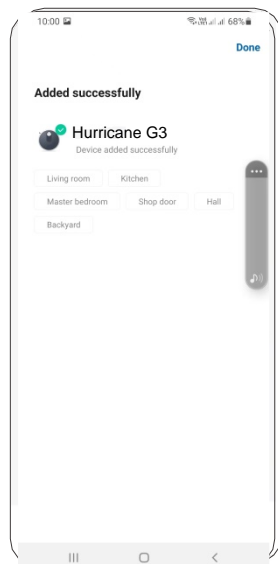 10:00 68%
Done
Added successfully
Hurricane G3
Device added successfully
Living room Kitchen
Master bedroom Shop door Hall
Backyard